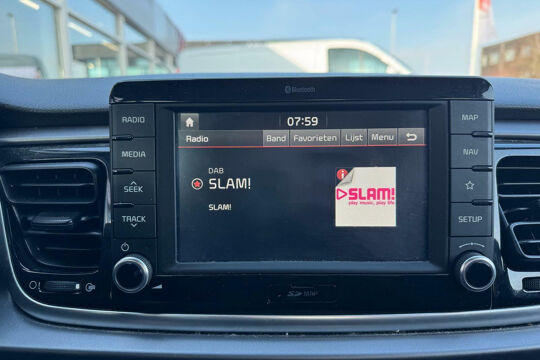 Bluetooth
07:59
RADIO
MEDIA
SEEK
TRACK
MAP
NAV
SETUP
Radio
Band Favorieten Lijst Menu
DAB
SLAM!
SLAM!
SLAM!
play music, play life
SD MAP